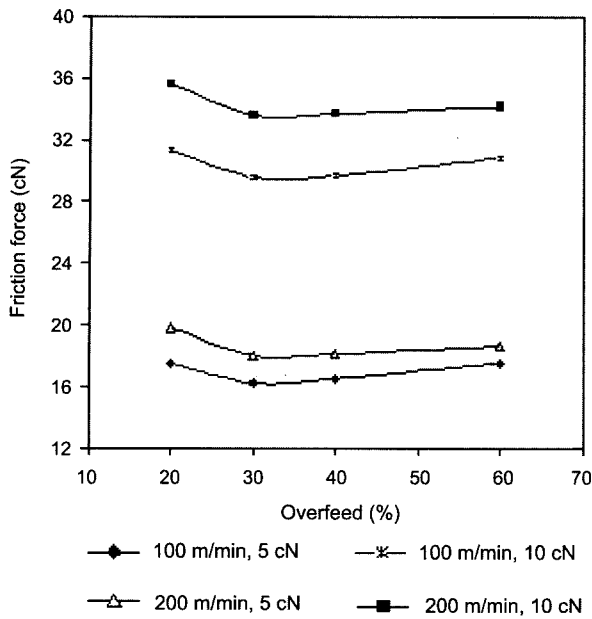 40
36
32
28
24
20
16
12
Friction force (cN)
10 20 30 40 50 60 70
Overfeed (%)
100 m/min, 5 cN 100 m/min, 10 cN
200 m/min, 5 cN 200 m/min, 10 cN